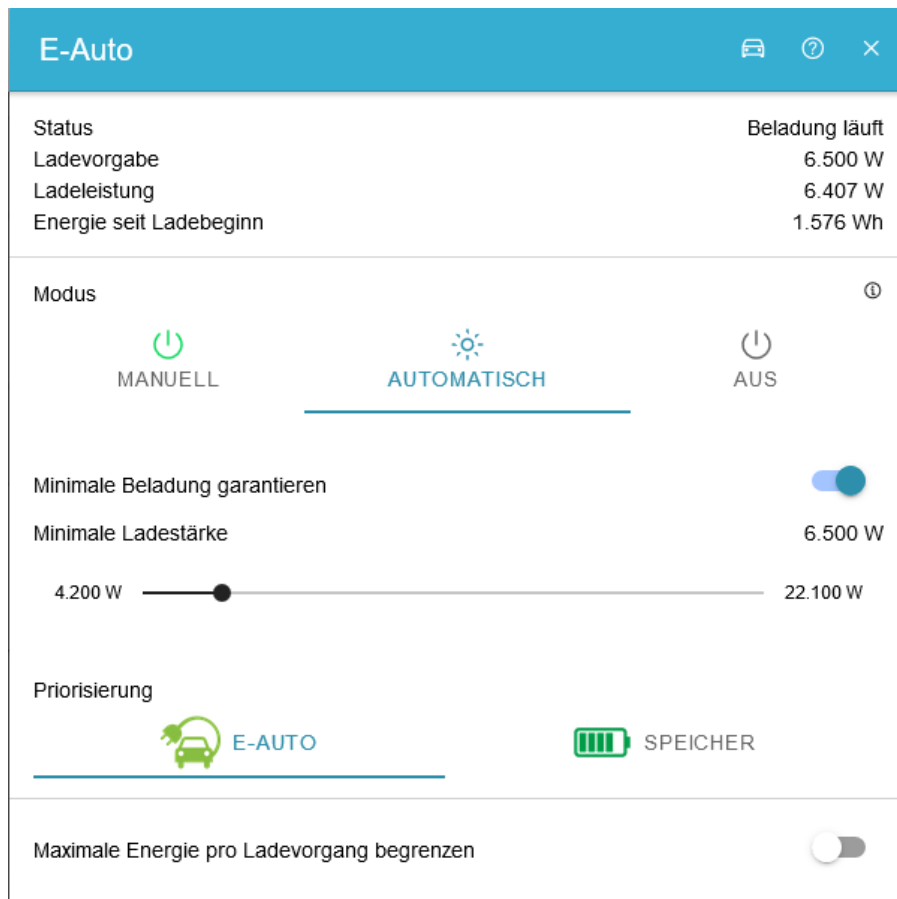 E-Auto
Status Beladung läuft
Ladevorgabe 6.500 W
Ladeleistung 6.407 W
Energie seit Ladebeginn 1.576 Wh
Modus
MANUELL AUTOMATISCH AUS
Minimale Beladung garantieren
Minimale Ladestärke 6.500 W
4.200 W 22.100 W
Priorisierung
E-AUTO SPEICHER
Maximale Energie pro Ladevorgang begrenzen